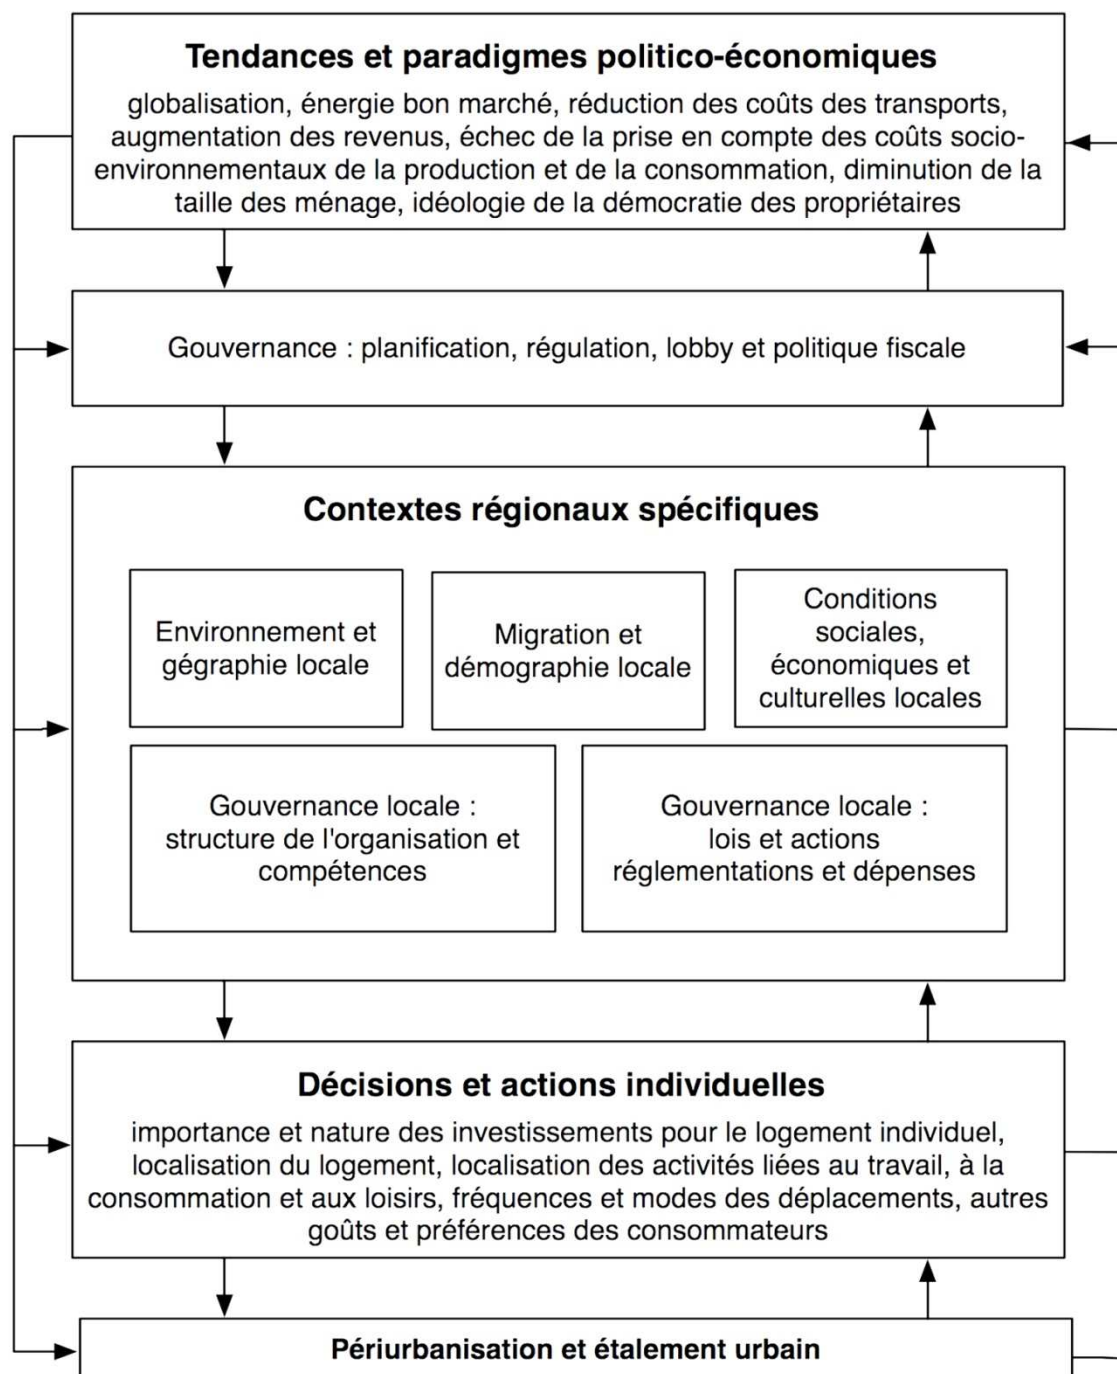 Tendances et paradigmes politico-économiques
globalisation, énergie bon marché, réduction des coûts des transports,
augmentation des revenus, échec de la prise en compte des coûts socio-
environnementaux de la production et de la consommation, diminution de la
taille des ménage, idéologie de la démocratie des propriétaires
Gouvernance : planification, régulation, lobby et politique fiscale
Contextes régionaux spécifiques
Environnement et
gégraphie locale
Migration et
démographie locale
Conditions
sociales,
économiques et
culturelles locales
Gouvernance locale :
structure de l'organisation et
compétences
Gouvernance locale :
lois et actions
réglementations et dépenses
Décisions et actions individuelles
importance et nature des investissements pour le logement individuel,
localisation du logement, localisation des activités liées au travail, à la
consommation et aux loisirs, fréquences et modes des déplacements, autres
goûts et préférences des consommateurs
Périurbanisation et étalement urbain